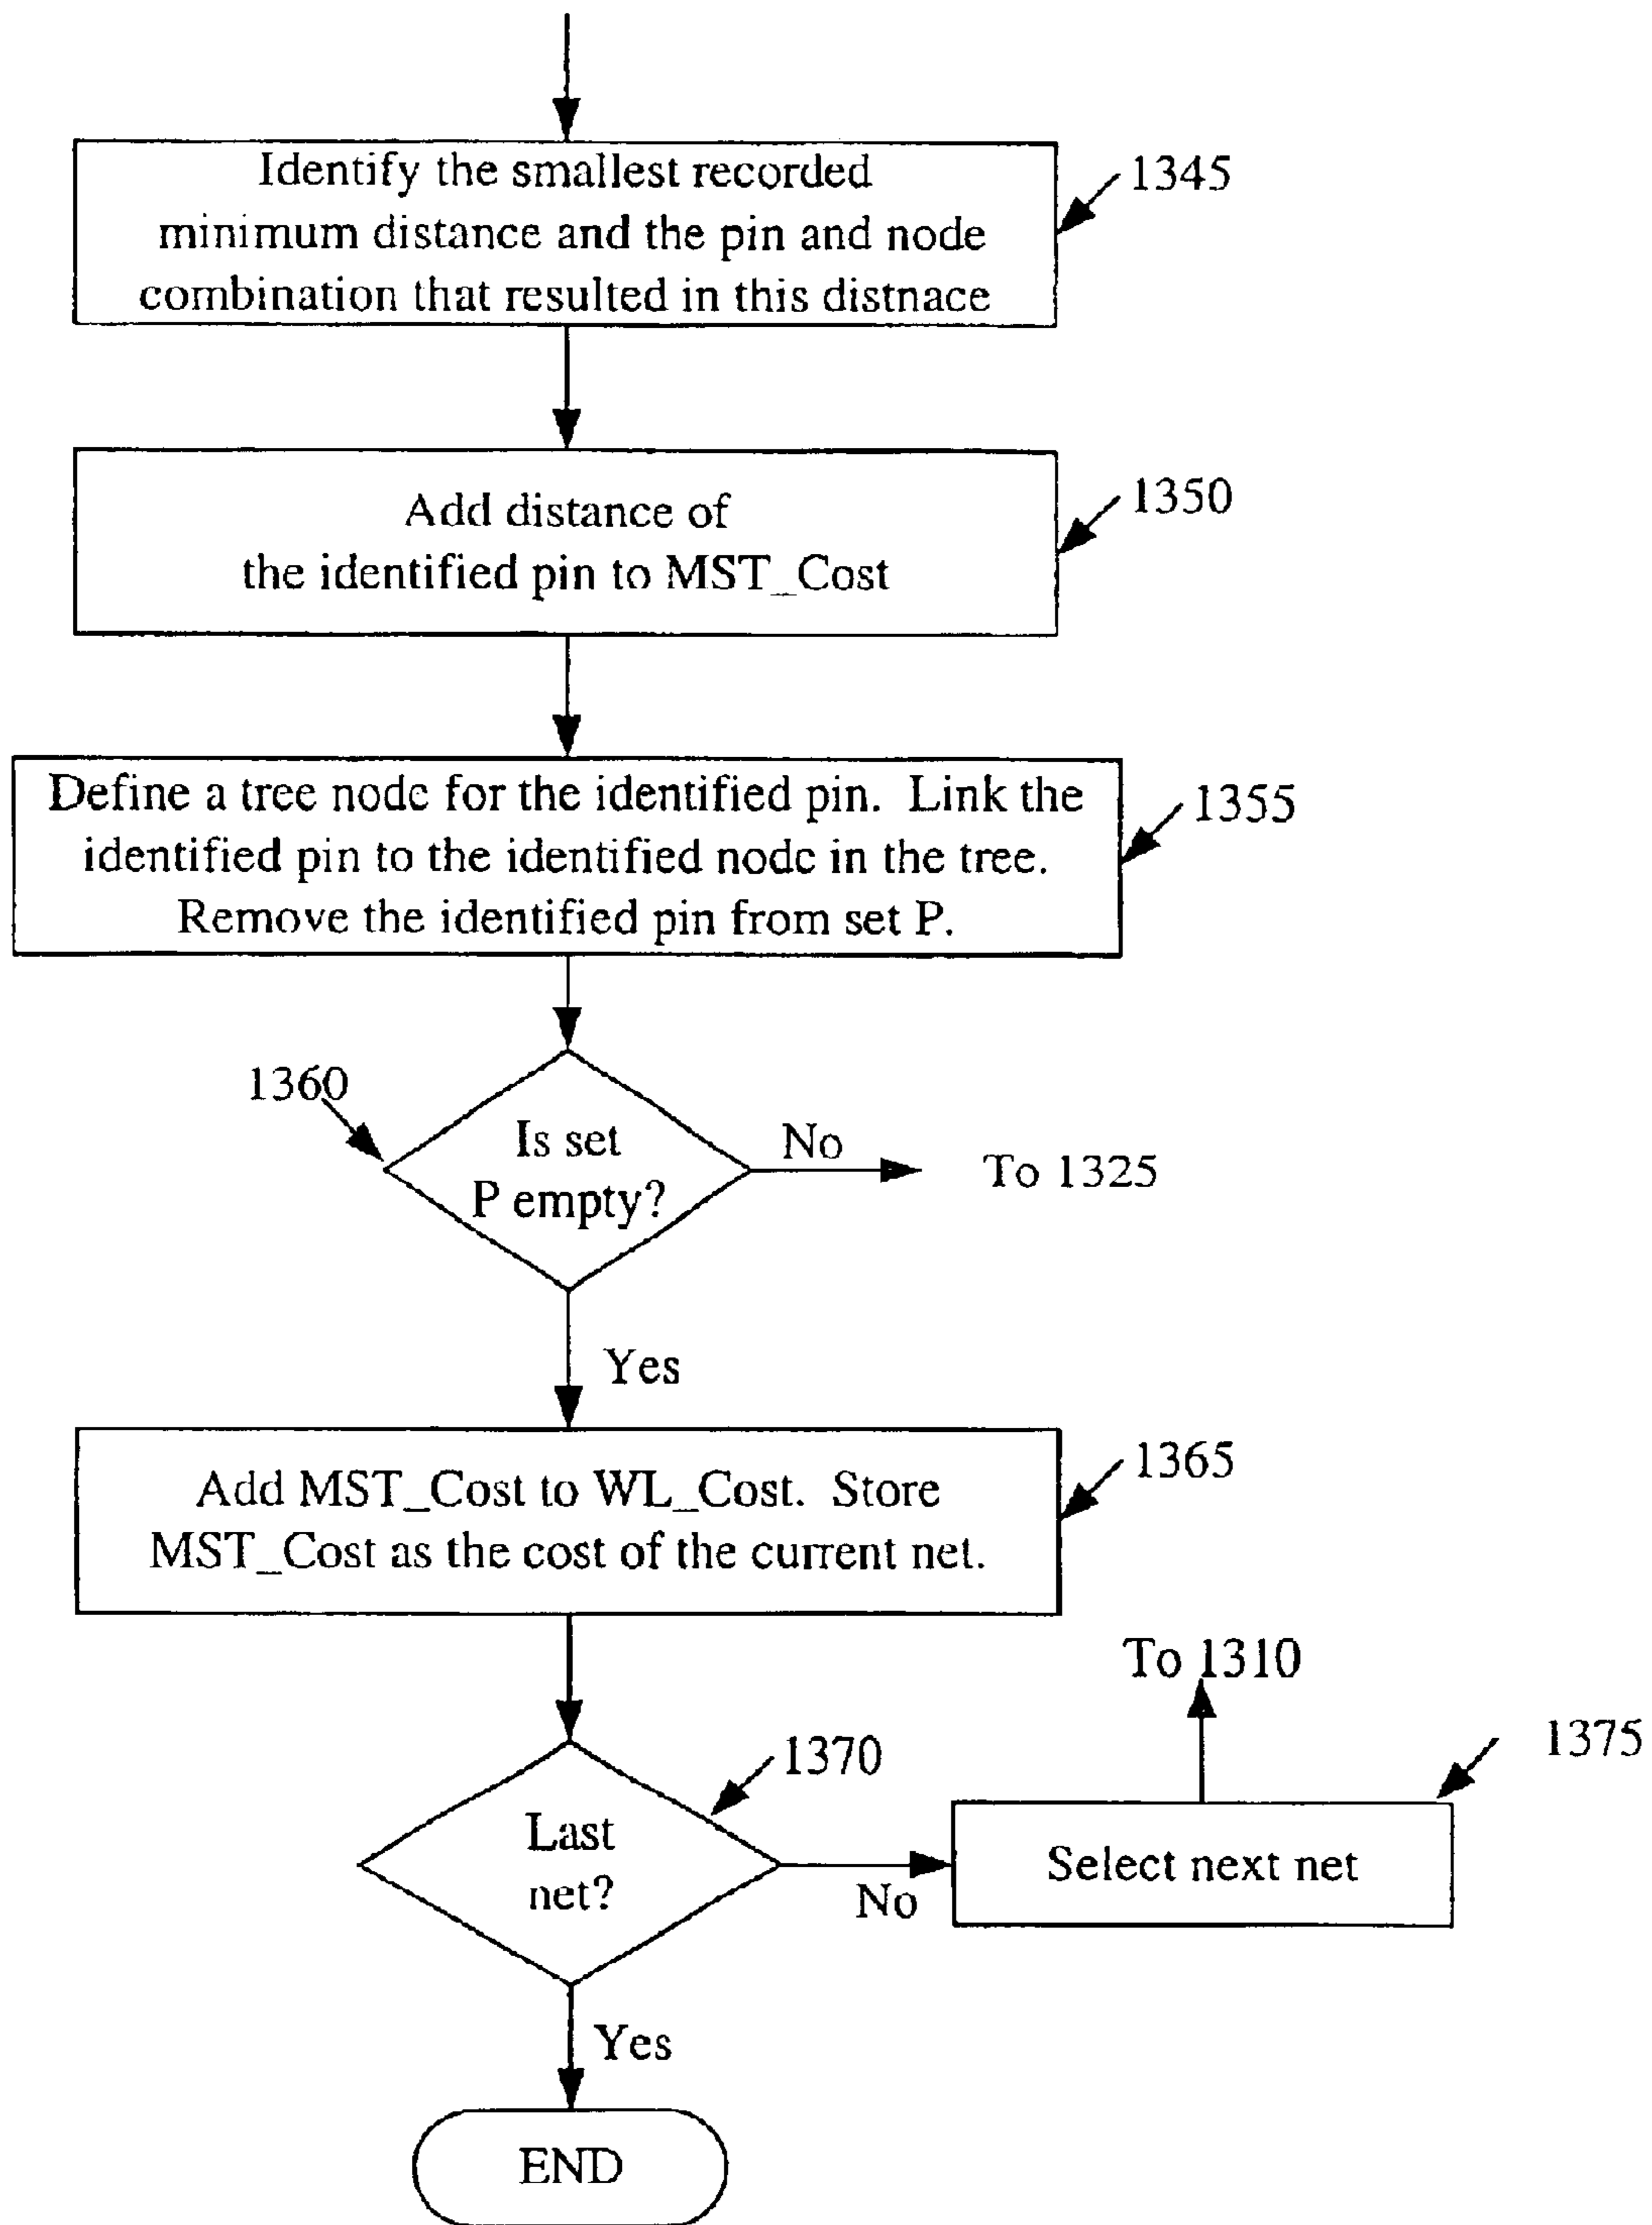 Identify the smallest recorded
minimum distance and the pin and node
combination that resulted in this distnace
1345
Add distance of
the identified pin to MST_Cost
1350
Define a tree node for the identified pin. Link the
identified pin to the identified node in the tree.
Remove the identified pin from set P.
1355
1360
Is set
P empty?
No
To 1325
Yes
Add MST_Cost to WL_Cost. Store
MST_Cost as the cost of the current net.
1365
To 1310
1370
1375
Last
net?
No
Select next net
Yes
END